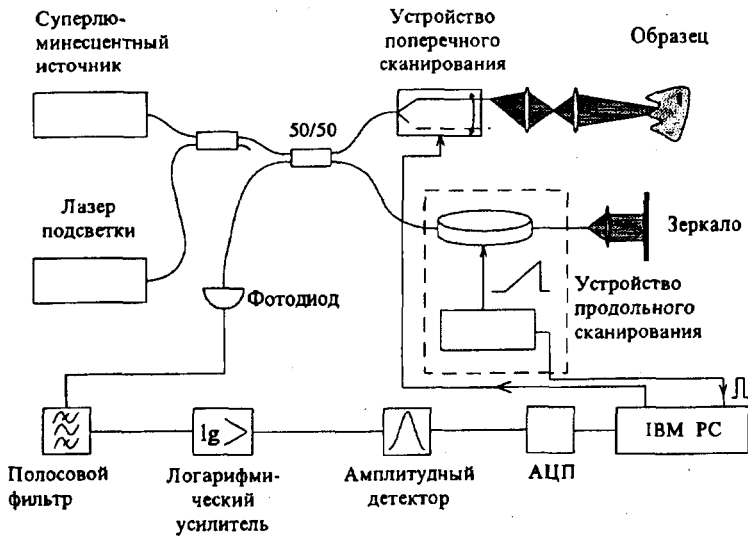 Суперлю-
минесцентный
источник
Устройство
поперечного
сканирования
Образец
50/50
Лазер
подсветки
Зеркало
Фотодиод
Устройство
продольного
сканирования
lg
IBM PC
Полосовой
фильтр
Логарифми-
ческий
усилитель
Амплитудный
детектор
АЦП